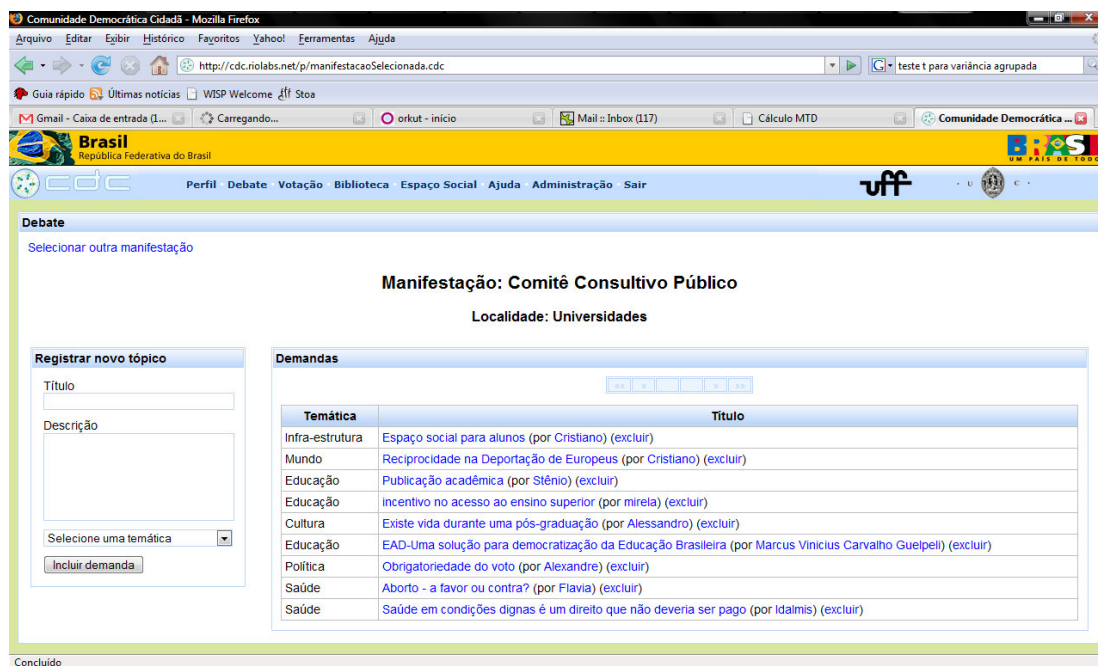 Comunidade Democrática Cidadã - Mozilla Firefox
Arquivo Editar Exibir Histórico Favoritos Yahoo! Ferramentas Ajuda
http://cdc.riolabs.net/p/manifestacaoSelecionada.cdc
G teste t para variância agrupada
Guia rápido Últimas notícias WISP Welcome Stoa
Gmail - Caixa de entrada (1... Carregando... orkut - início Mail :: Inbox (117) Cálculo MTD Comunidade Democrática ...
Brasil
República Federativa do Brasil
BRASIL
UM PAÍS DE TODO
cdc Perfil Debate Votação Biblioteca Espaço Social Ajuda Administração Sair uff · U C ·
Debate
Selecionar outra manifestação
Manifestação: Comitê Consultivo Público
Localidade: Universidades
Registrar novo tópico
Título
Descrição
Selecione uma temática
Incluir demanda
Demandas
«« « » »»
Temática Título
Infra-estrutura Espaço social para alunos (por Cristiano) (excluir)
Mundo Reciprocidade na Deportação de Europeus (por Cristiano) (excluir)
Educação Publicação acadêmica (por Stênio) (excluir)
Educação incentivo no acesso ao ensino superior (por mirela) (excluir)
Cultura Existe vida durante uma pós-graduação (por Alessandro) (excluir)
Educação EAD-Uma solução para democratização da Educação Brasileira (por Marcus Vinicius Carvalho Guelpeli) (excluir)
Política Obrigatoriedade do voto (por Alexandre) (excluir)
Saúde Aborto - a favor ou contra? (por Flavia) (excluir)
Saúde Saúde em condições dignas é um direito que não deveria ser pago (por Idalmis) (excluir)
Concluído